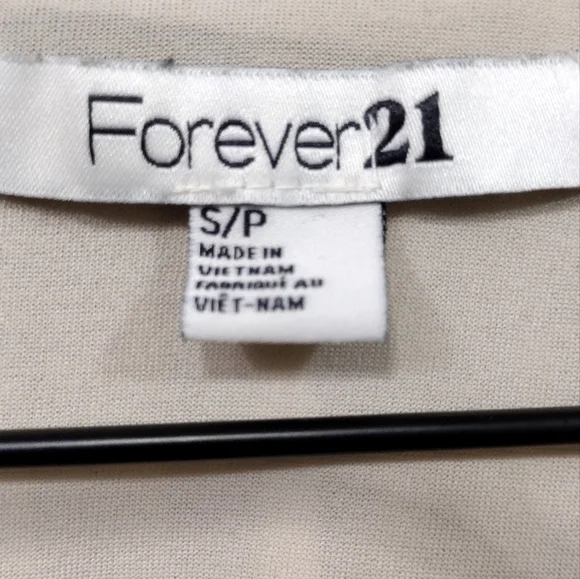 Forever21
S/P
MADE IN
VIETNAM
FABRIQUÉ AU
VIÊT-NAM